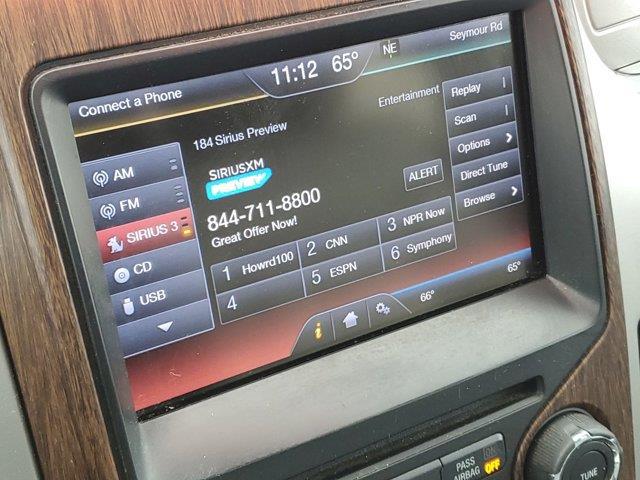 Connect a Phone
11:12 65° NE
Seymour Rd
184 Sirius Preview
Entertainment
SIRIUSXM
PREVIEW
844-711-8800
Great Offer Now!
ALERT
AM
FM
SIRIUS 3
CD
USB
1 Howrd100
2 CNN
3 NPR Now
4
5 ESPN
6 Symphony
Replay
Scan
Options
Direct Tune
Browse
i
66°
65°
PASS
AIRBAG
ON
OFF
TUNE